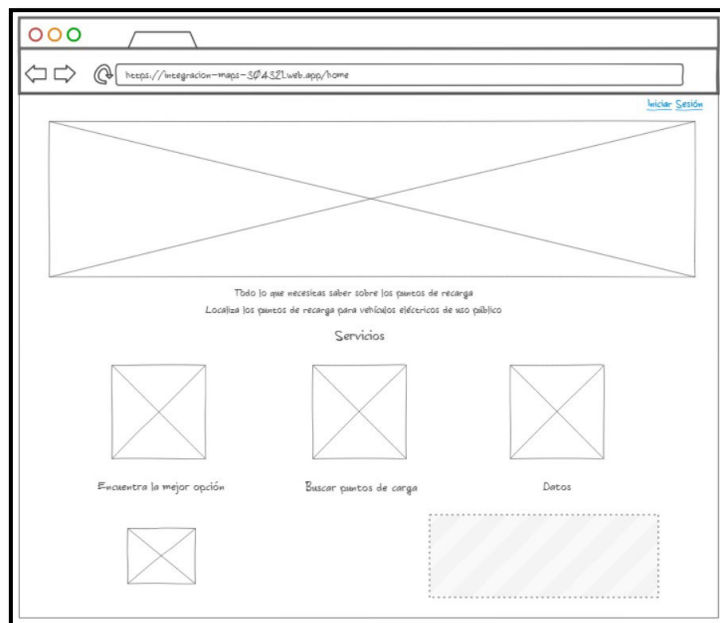 https://integracion-maps-304321.web.app/home
Iniciar Sesión
Todo lo que necesitas saber sobre los puntos de recarga
Localiza los puntos de recarga para vehículos eléctricos de uso público
Servicios
Encuentra la mejor opción Buscar puntos de carga Datos